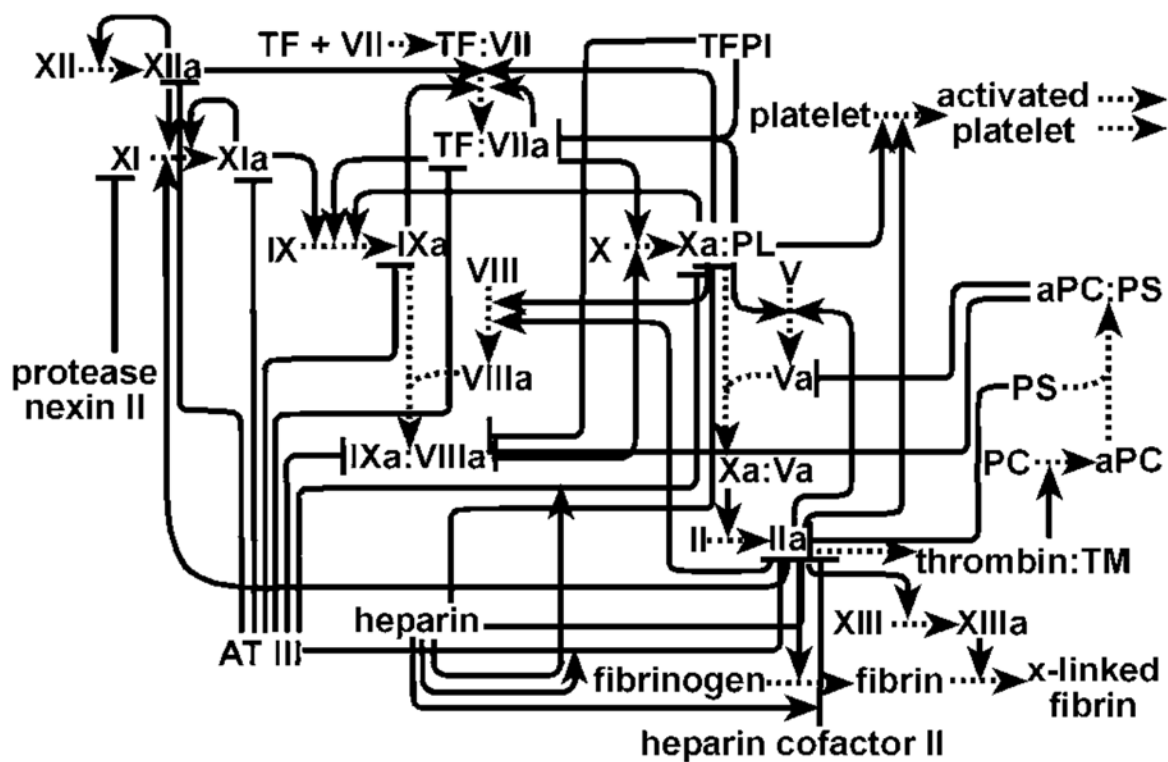 TF + VII TF:VII TFPI
XII XIIa
platelet activated platelet
XI XIa TF:VIIa
IX IXa X Xa:PL
VIII V
aPC:PS
protease
nexin II
VIIIa Va PS
IXa:VIIIa Xa:Va PC aPC
II IIa thrombin:TM
heparin XIII XIIIa
AT III
fibrinogen fibrin x-linked
fibrin
heparin cofactor II